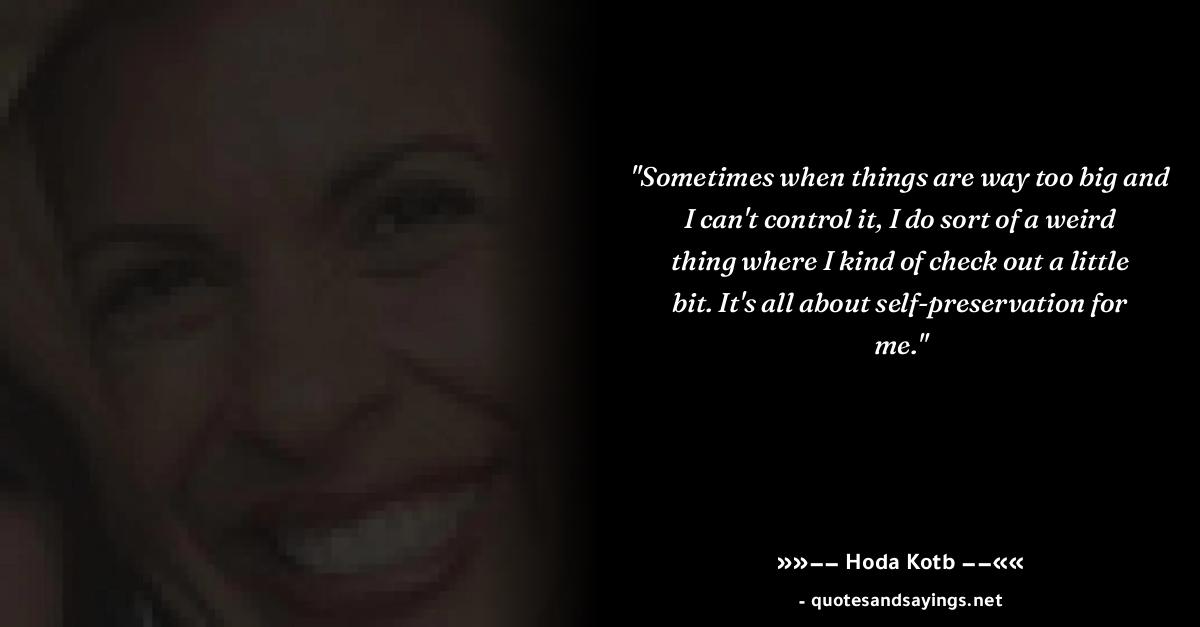 "Sometimes when things are way too big and
I can't control it, I do sort of a weird
thing where I kind of check out a little
bit. It's all about self-preservation for
me."
»»–– Hoda Kotb ––««
- quotesandsayings.net